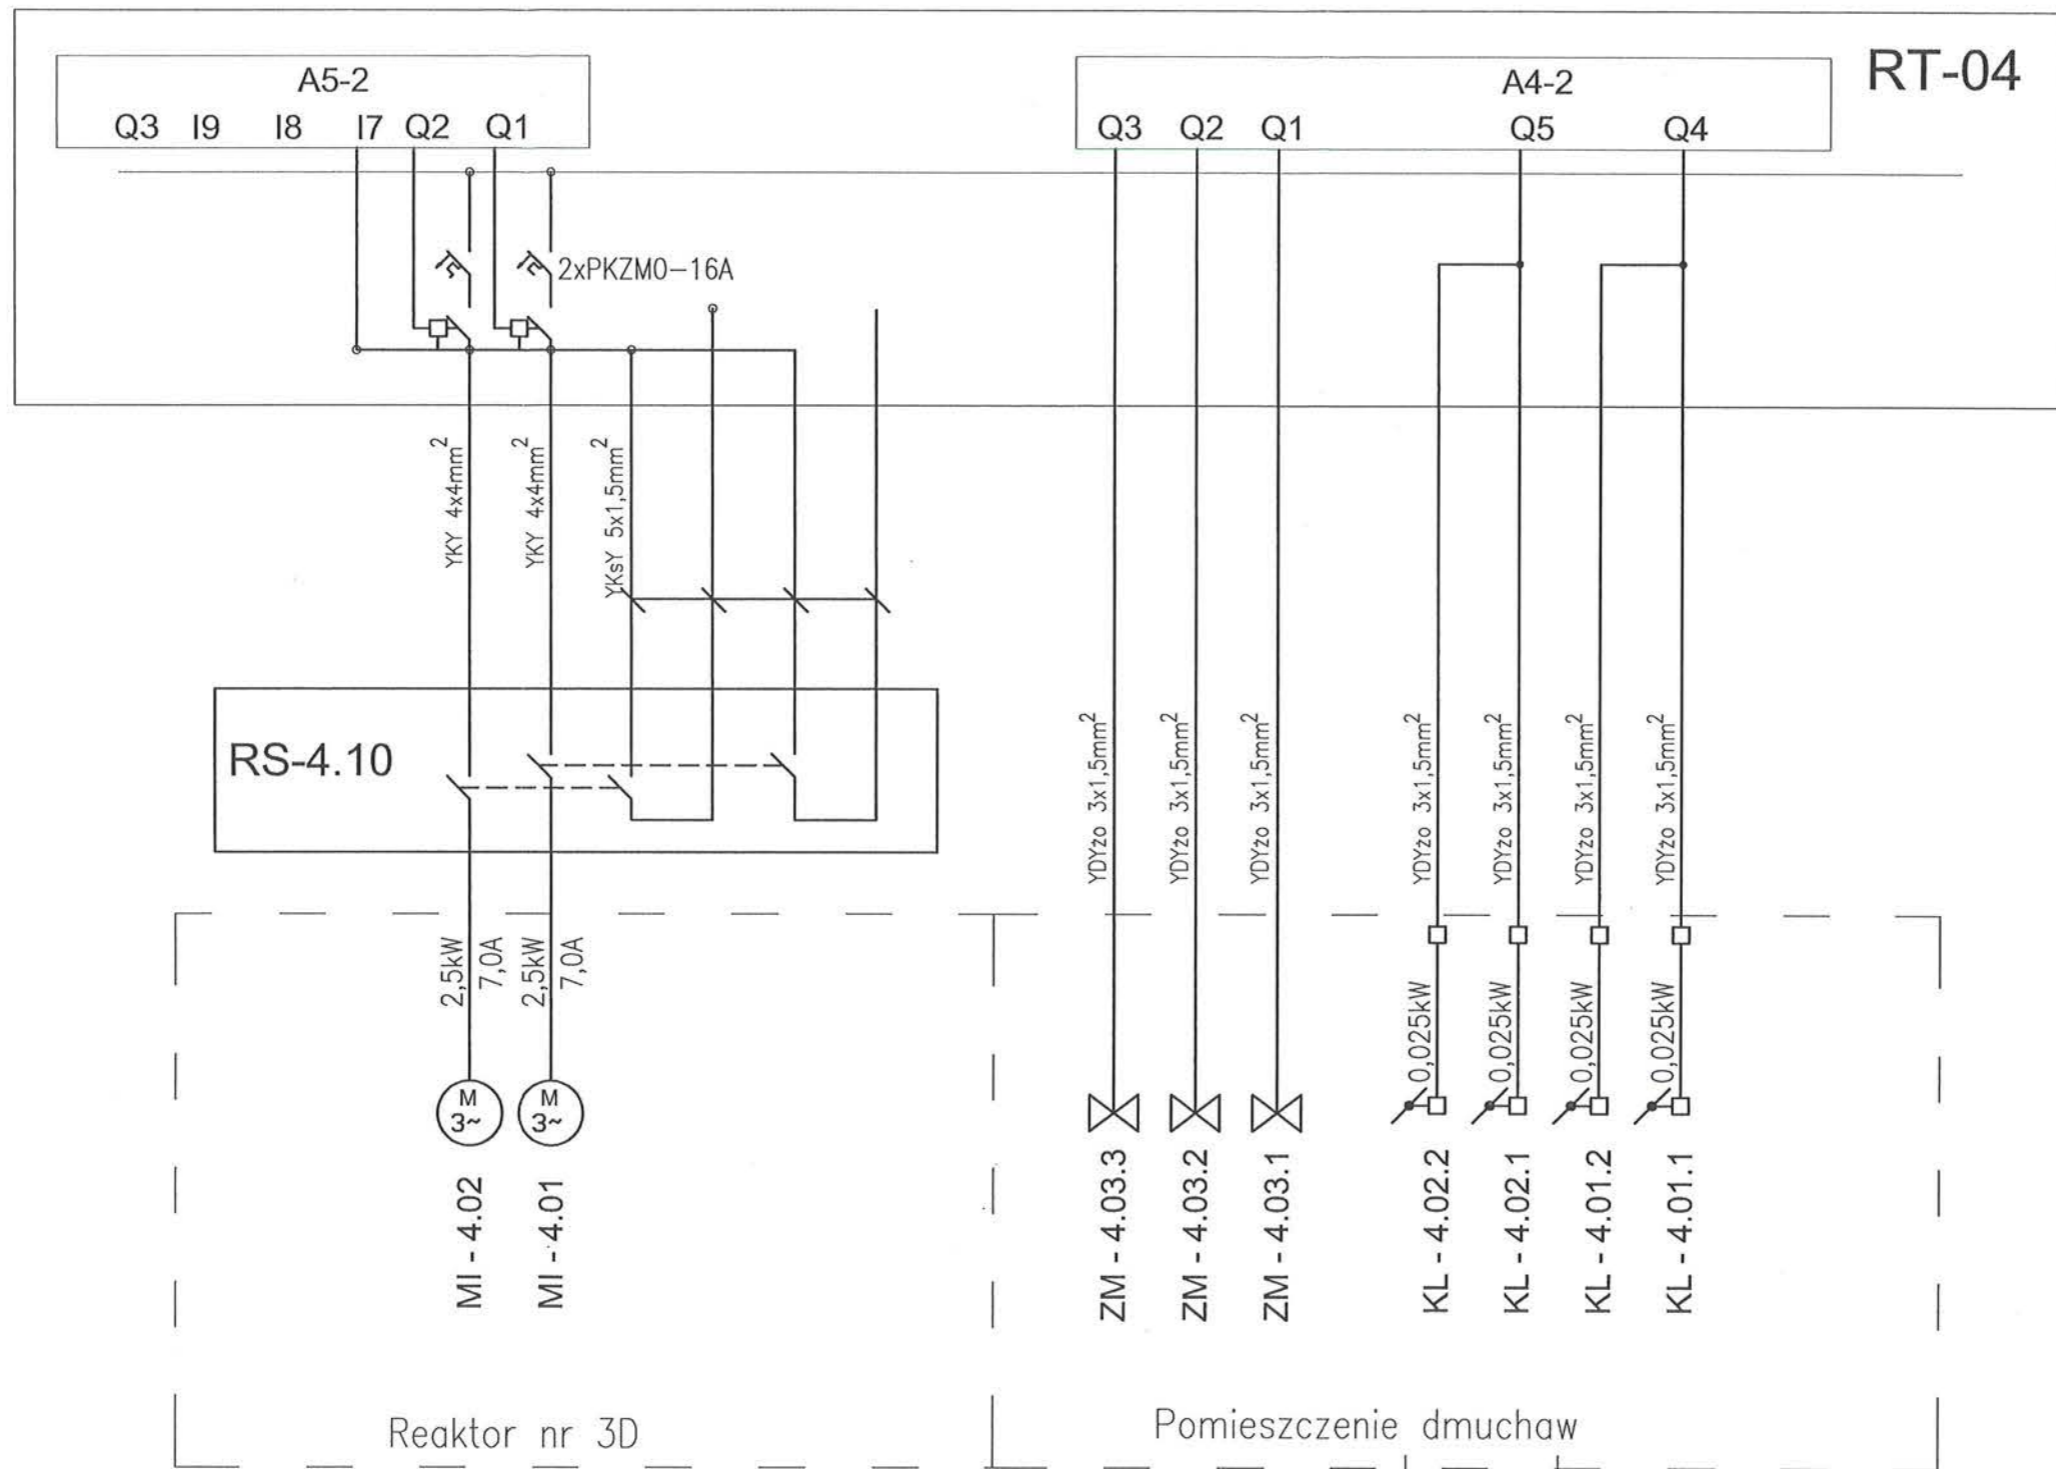 RT-04
A5-2
Q3 I9 I8 I7 Q2 Q1
A4-2
Q3 Q2 Q1 Q5 Q4
2xPKZM0-16A
YKY 4x4mm²
YKY 4x4mm²
YKsY 5x1,5mm²
RS-4.10
YDYżo 3x1,5mm²
YDYżo 3x1,5mm²
YDYżo 3x1,5mm²
YDYżo 3x1,5mm²
YDYżo 3x1,5mm²
YDYżo 3x1,5mm²
YDYżo 3x1,5mm²
2,5kW
7,0A
2,5kW
7,0A
0,025kW
0,025kW
0,025kW
0,025kW
M
3~
M
3~
MI - 4.02
MI - 4.01
ZM - 4.03.3
ZM - 4.03.2
ZM - 4.03.1
KL - 4.02.2
KL - 4.02.1
KL - 4.01.2
KL - 4.01.1
Reaktor nr 3D
Pomieszczenie dmuchaw